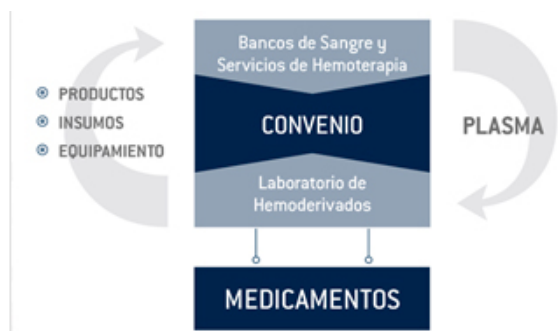 Bancos de Sangre y
Servicios de Hemoterapia
PRODUCTOS
INSUMOS
EQUIPAMIENTO
CONVENIO
PLASMA
Laboratorio de
Hemoderivados
MEDICAMENTOS